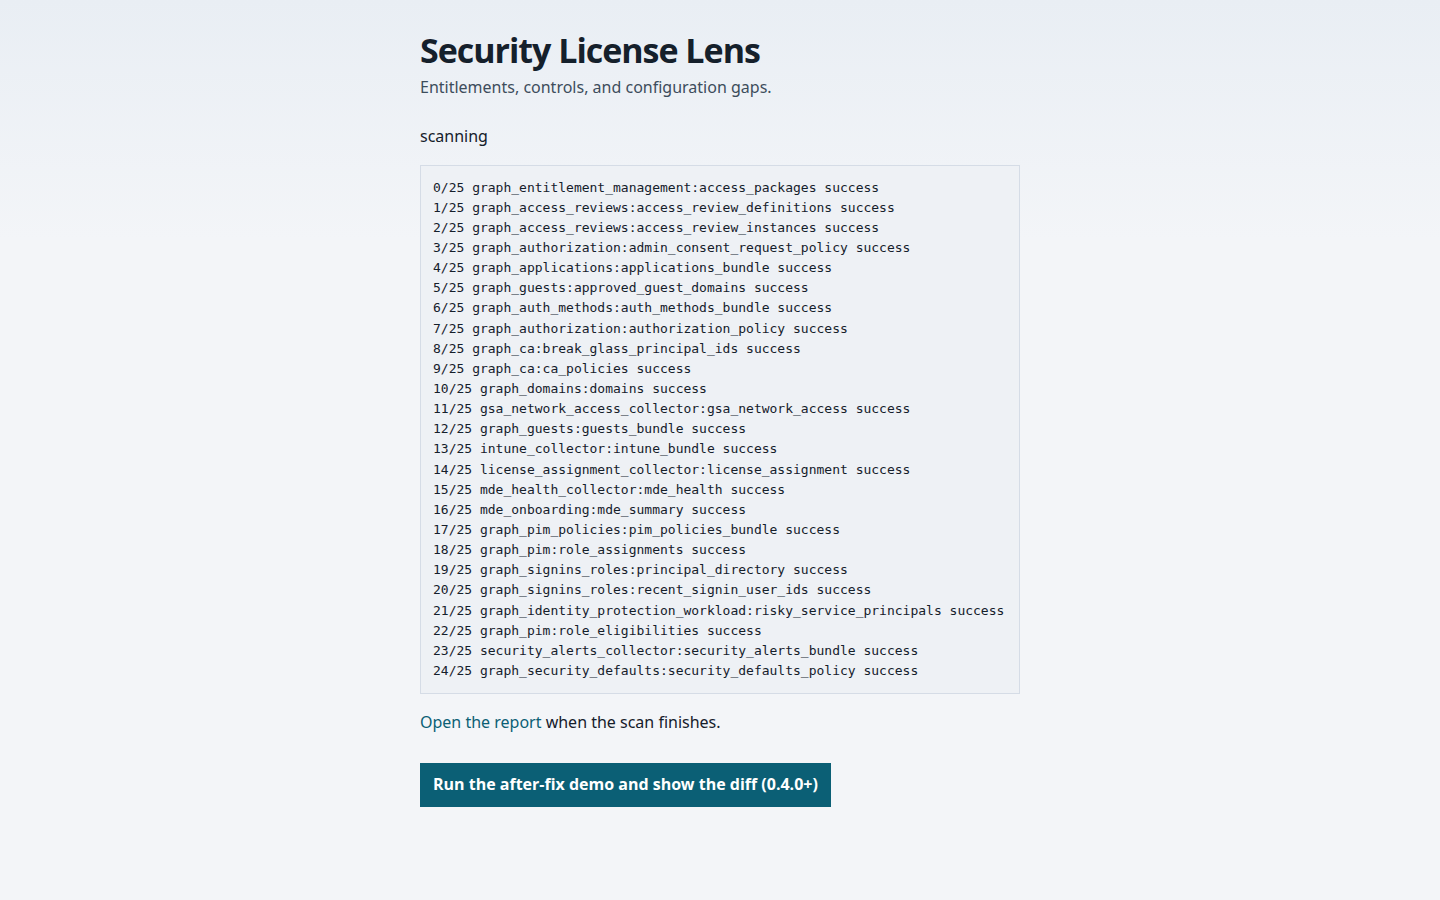 Security License Lens
Entitlements, controls, and configuration gaps.
scanning
0/25 graph_entitlement_management:access_packages success
1/25 graph_access_reviews:access_review_definitions success
2/25 graph_access_reviews:access_review_instances success
3/25 graph_authorization:admin_consent_request_policy success
4/25 graph_applications:applications_bundle success
5/25 graph_guests:approved_guest_domains success
6/25 graph_auth_methods:auth_methods_bundle success
7/25 graph_authorization:authorization_policy success
8/25 graph_ca:break_glass_principal_ids success
9/25 graph_ca:ca_policies success
10/25 graph_domains:domains success
11/25 gsa_network_access_collector:gsa_network_access success
12/25 graph_guests:guests_bundle success
13/25 intune_collector:intune_bundle success
14/25 license_assignment_collector:license_assignment success
15/25 mde_health_collector:mde_health success
16/25 mde_onboarding:mde_summary success
17/25 graph_pim_policies:pim_policies_bundle success
18/25 graph_pim:role_assignments success
19/25 graph_signins_roles:principal_directory success
20/25 graph_signins_roles:recent_signin_user_ids success
21/25 graph_identity_protection_workload:risky_service_principals success
22/25 graph_pim:role_eligibilities success
23/25 security_alerts_collector:security_alerts_bundle success
24/25 graph_security_defaults:security_defaults_policy success
Open the report when the scan finishes.
Run the after-fix demo and show the diff (0.4.0+)